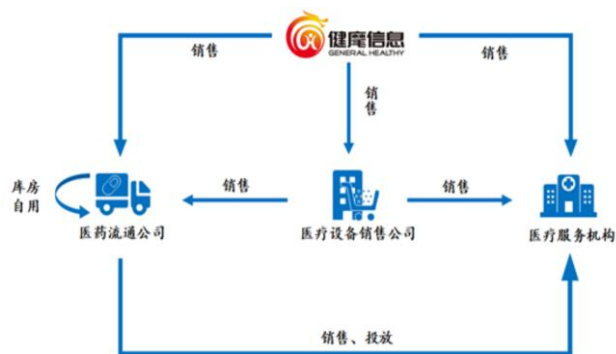 健麾信息
GENERAL HEALTHY
销售
销售
销售
库房
自用
销售
销售
医药流通公司
医疗设备销售公司
医疗服务机构
销售、投放